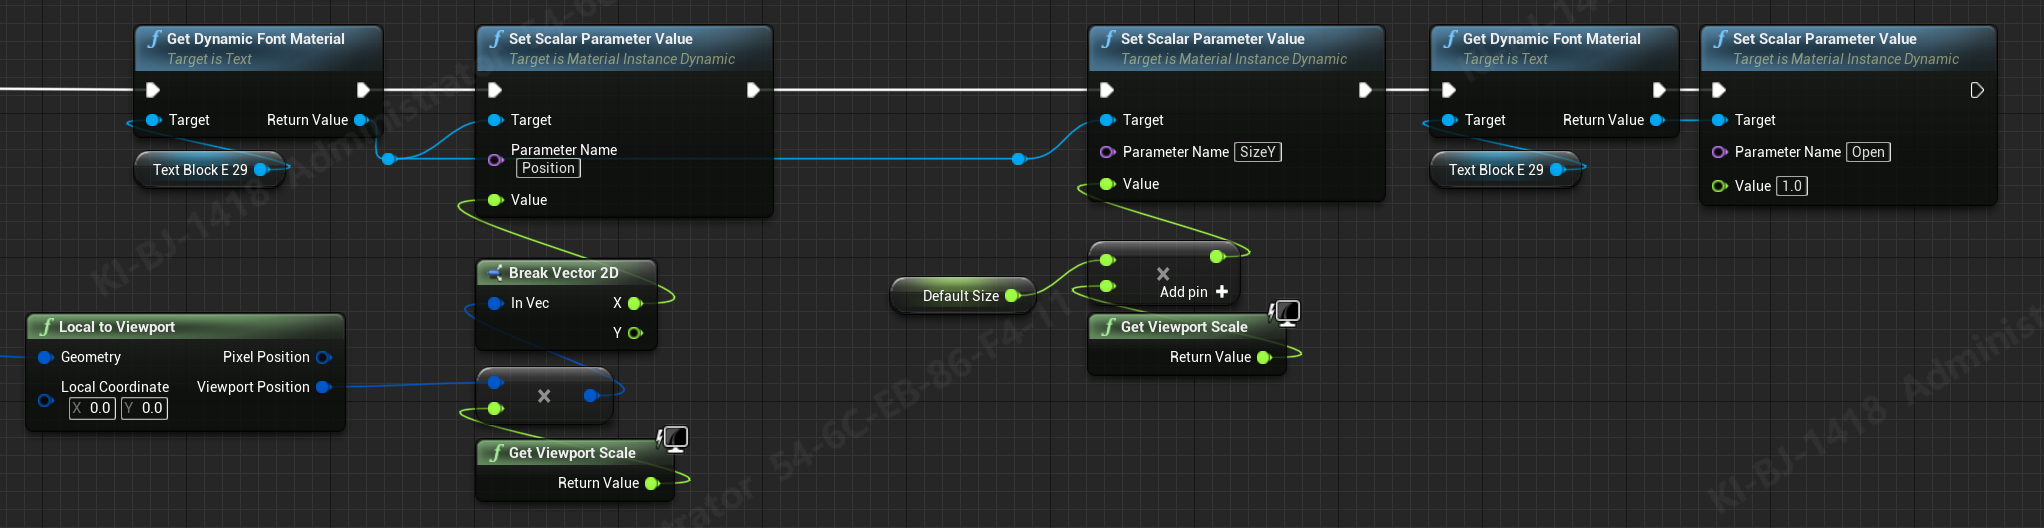 Get Dynamic Font Material
Target is Text
Target
Return Value
Text Block E 29
Set Scalar Parameter Value
Target is Material Instance Dynamic
Target
Parameter Name
Position
Value
Break Vector 2D
In Vec
X
Y
Local to Viewport
Geometry
Pixel Position
Local Coordinate
Viewport Position
X 0.0 Y 0.0
Get Viewport Scale
Return Value
Set Scalar Parameter Value
Target is Material Instance Dynamic
Target
Parameter Name SizeY
Value
Default Size
Add pin
Get Viewport Scale
Return Value
Get Dynamic Font Material
Target is Text
Target
Return Value
Text Block E 29
Set Scalar Parameter Value
Target is Material Instance Dynamic
Target
Parameter Name Open
Value 1.0
KI-BJ-1418 Administrator 54-6
strator 54-6C-EB-86-F4-11
KI-BJ-1418 Adminis